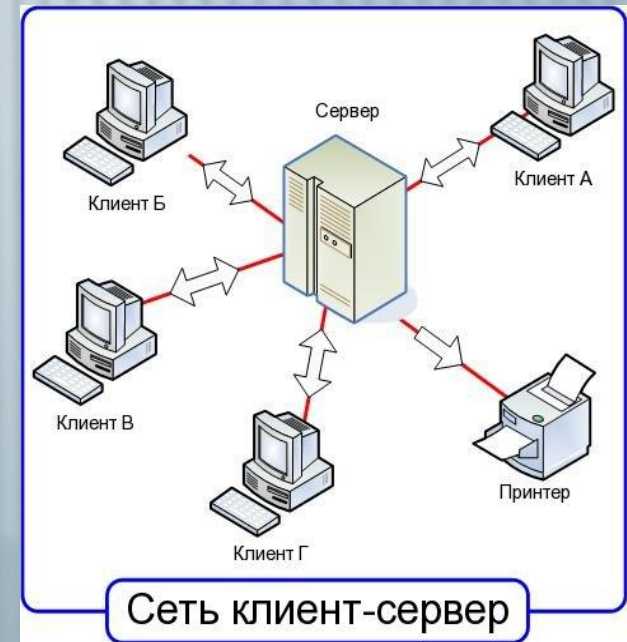 Сервер
Клиент Б
Клиент А
Клиент В
Клиент Г
Принтер
Сеть клиент-сервер